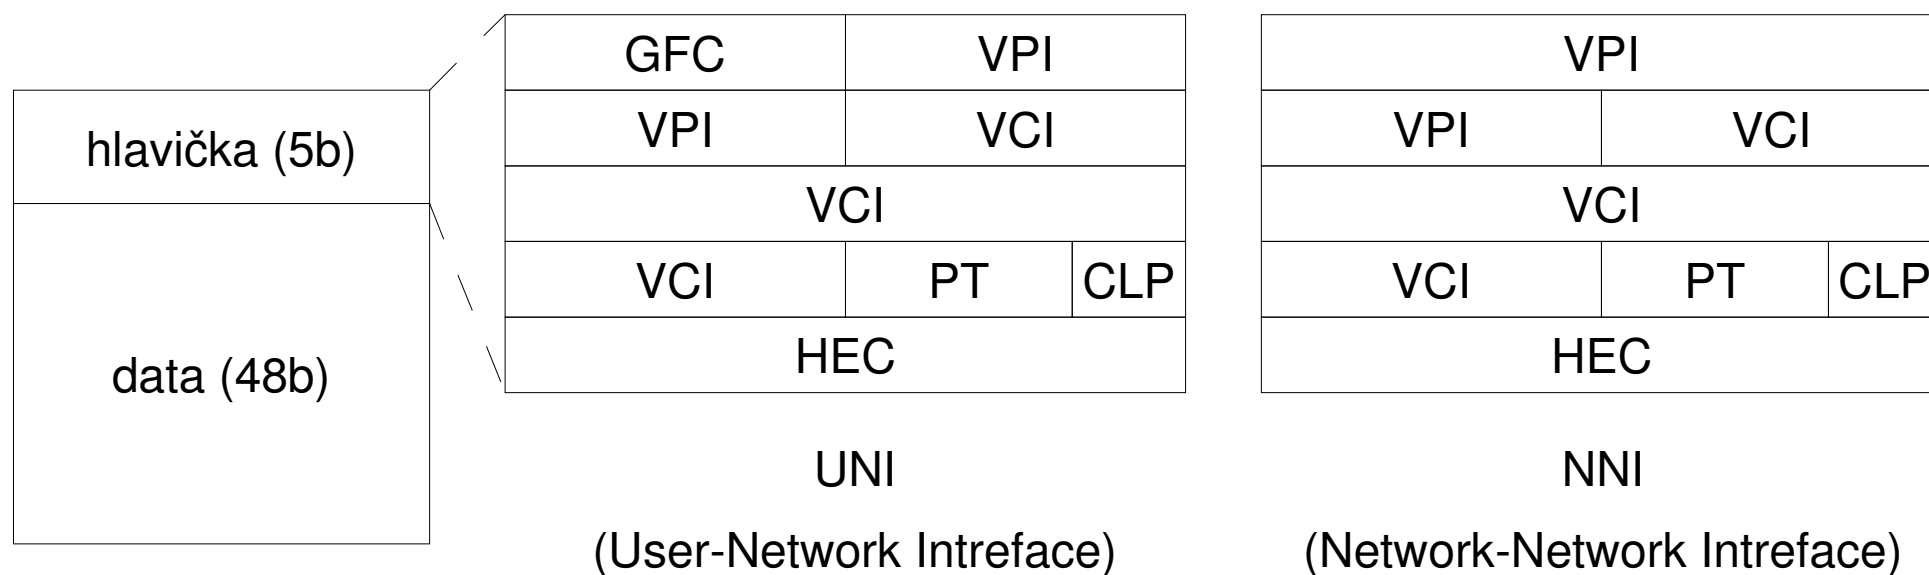 GFC VPI VPI
hlavička (5b) VPI VCI VPI VCI
VCI VCI
VCI PT CLP VCI PT CLP
data (48b) HEC HEC
UNI NNI
(User-Network Intreface) (Network-Network Intreface)